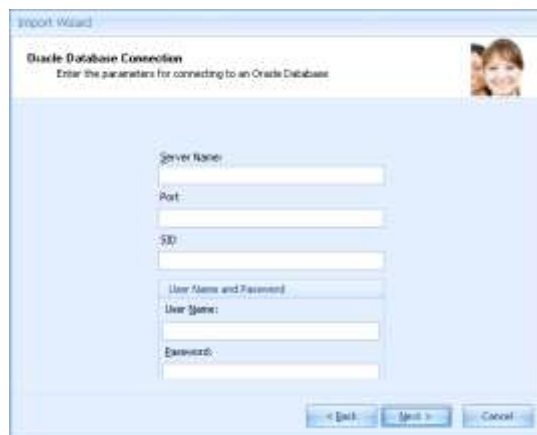 Import Wizard
Oracle Database Connection
Enter the parameters for connecting to an Oracle Database
Server Name:
Port
SID
User Name and Password
User Name:
Password:
< Back
Next >
Cancel